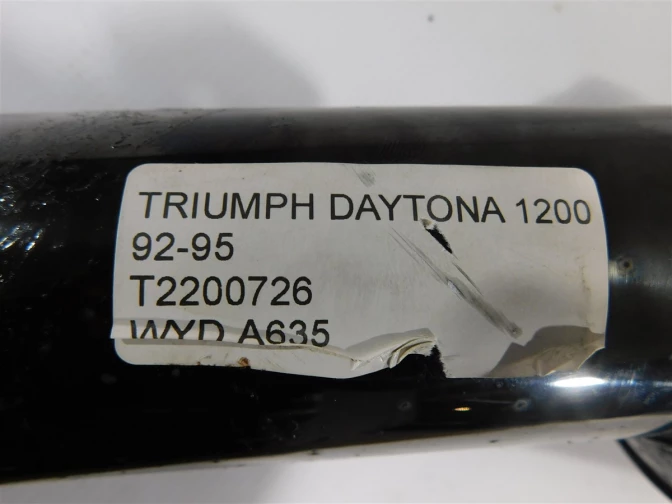 TRIUMPH DAYTONA 1200
92-95
T2200726
WYD A635